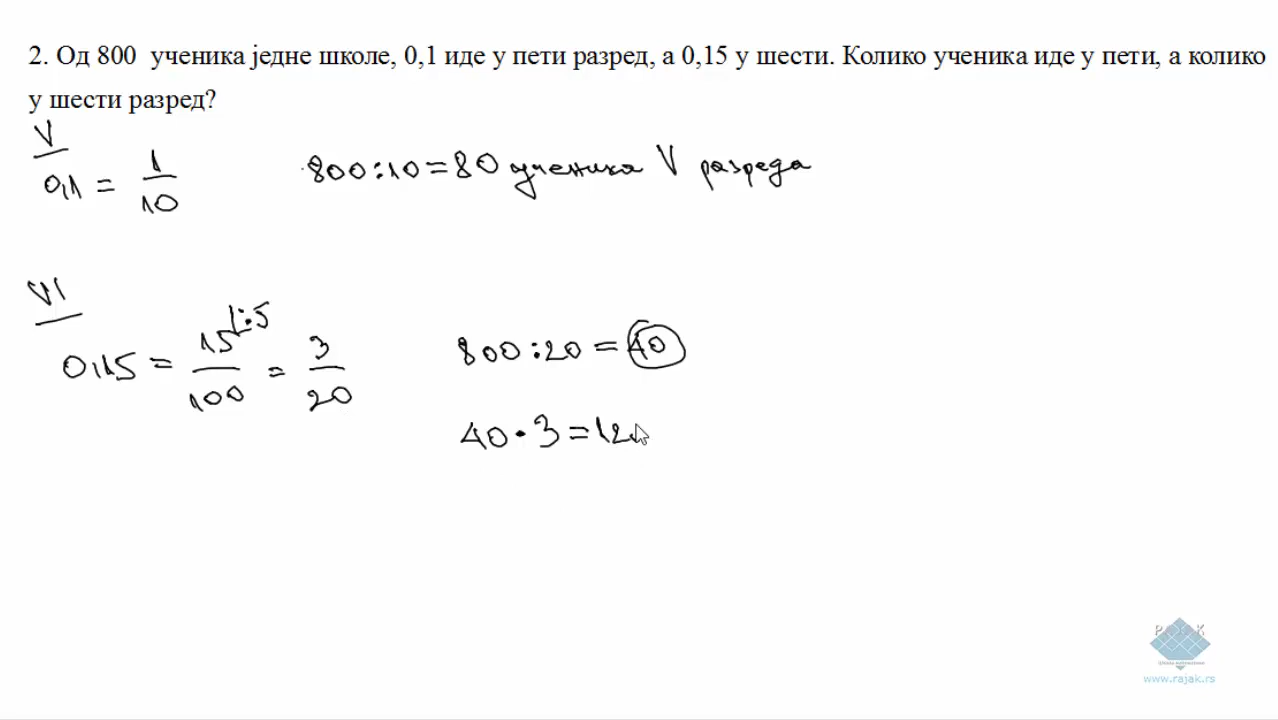 2. Од 800 ученика једне школе, 0,1 иде у пети разред, а 0,15 у шести. Колико ученика иде у пети, а колико
у шести разред?
V
0,1 = 1/10
800:10=80 ученика V разреда
VI
0,15 = 15/100 |:5 = 3/20
800:20=40
40·3=12
РАЈАК
www.rajak.rs